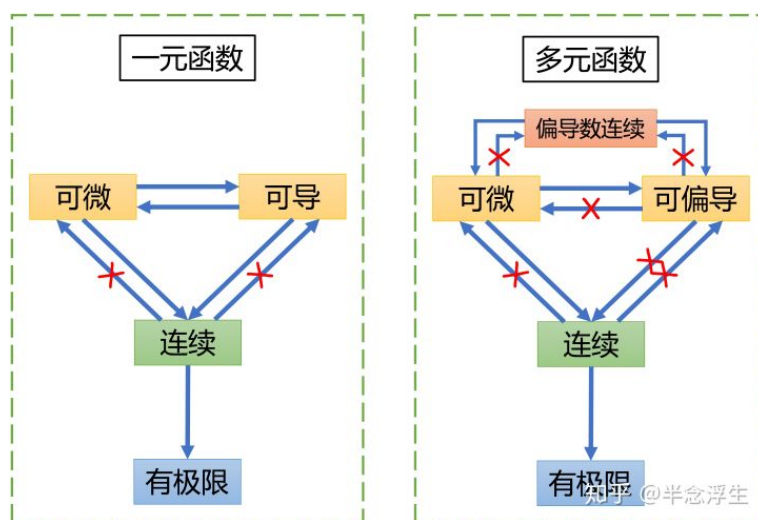 一元函数
可微
可导
连续
有极限
多元函数
偏导数连续
可微
可偏导
连续
有极限
知乎 @半念浮生